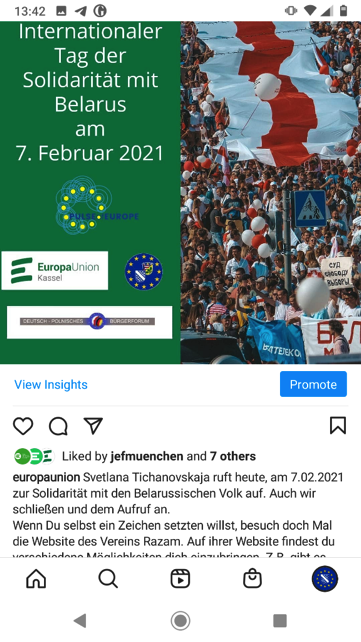 13:42
Internationaler
Tag der
Solidarität mit
Belarus
am
7. Februar 2021
PULSE OF EUROPE
EuropaUnion
Kassel
DEUTSCH - POLNISCHES BÜRGERFORUM
СУД
СВОБОДУ
ВЫБОРЫ
View Insights
Promote
Liked by jefmuenchen and 7 others
europaunion Svetlana Tichanovskaja ruft heute, am 7.02.2021
zur Solidarität mit den Belarussischen Volk auf. Auch wir
schließen und dem Aufruf an.
Wenn Du selbst ein Zeichen setzten willst, besuch doch Mal
die Website des Vereins Razam. Auf ihrer Website findest du
verschiedene Möglichkeiten dich einzubringen. Z.B. gibt es